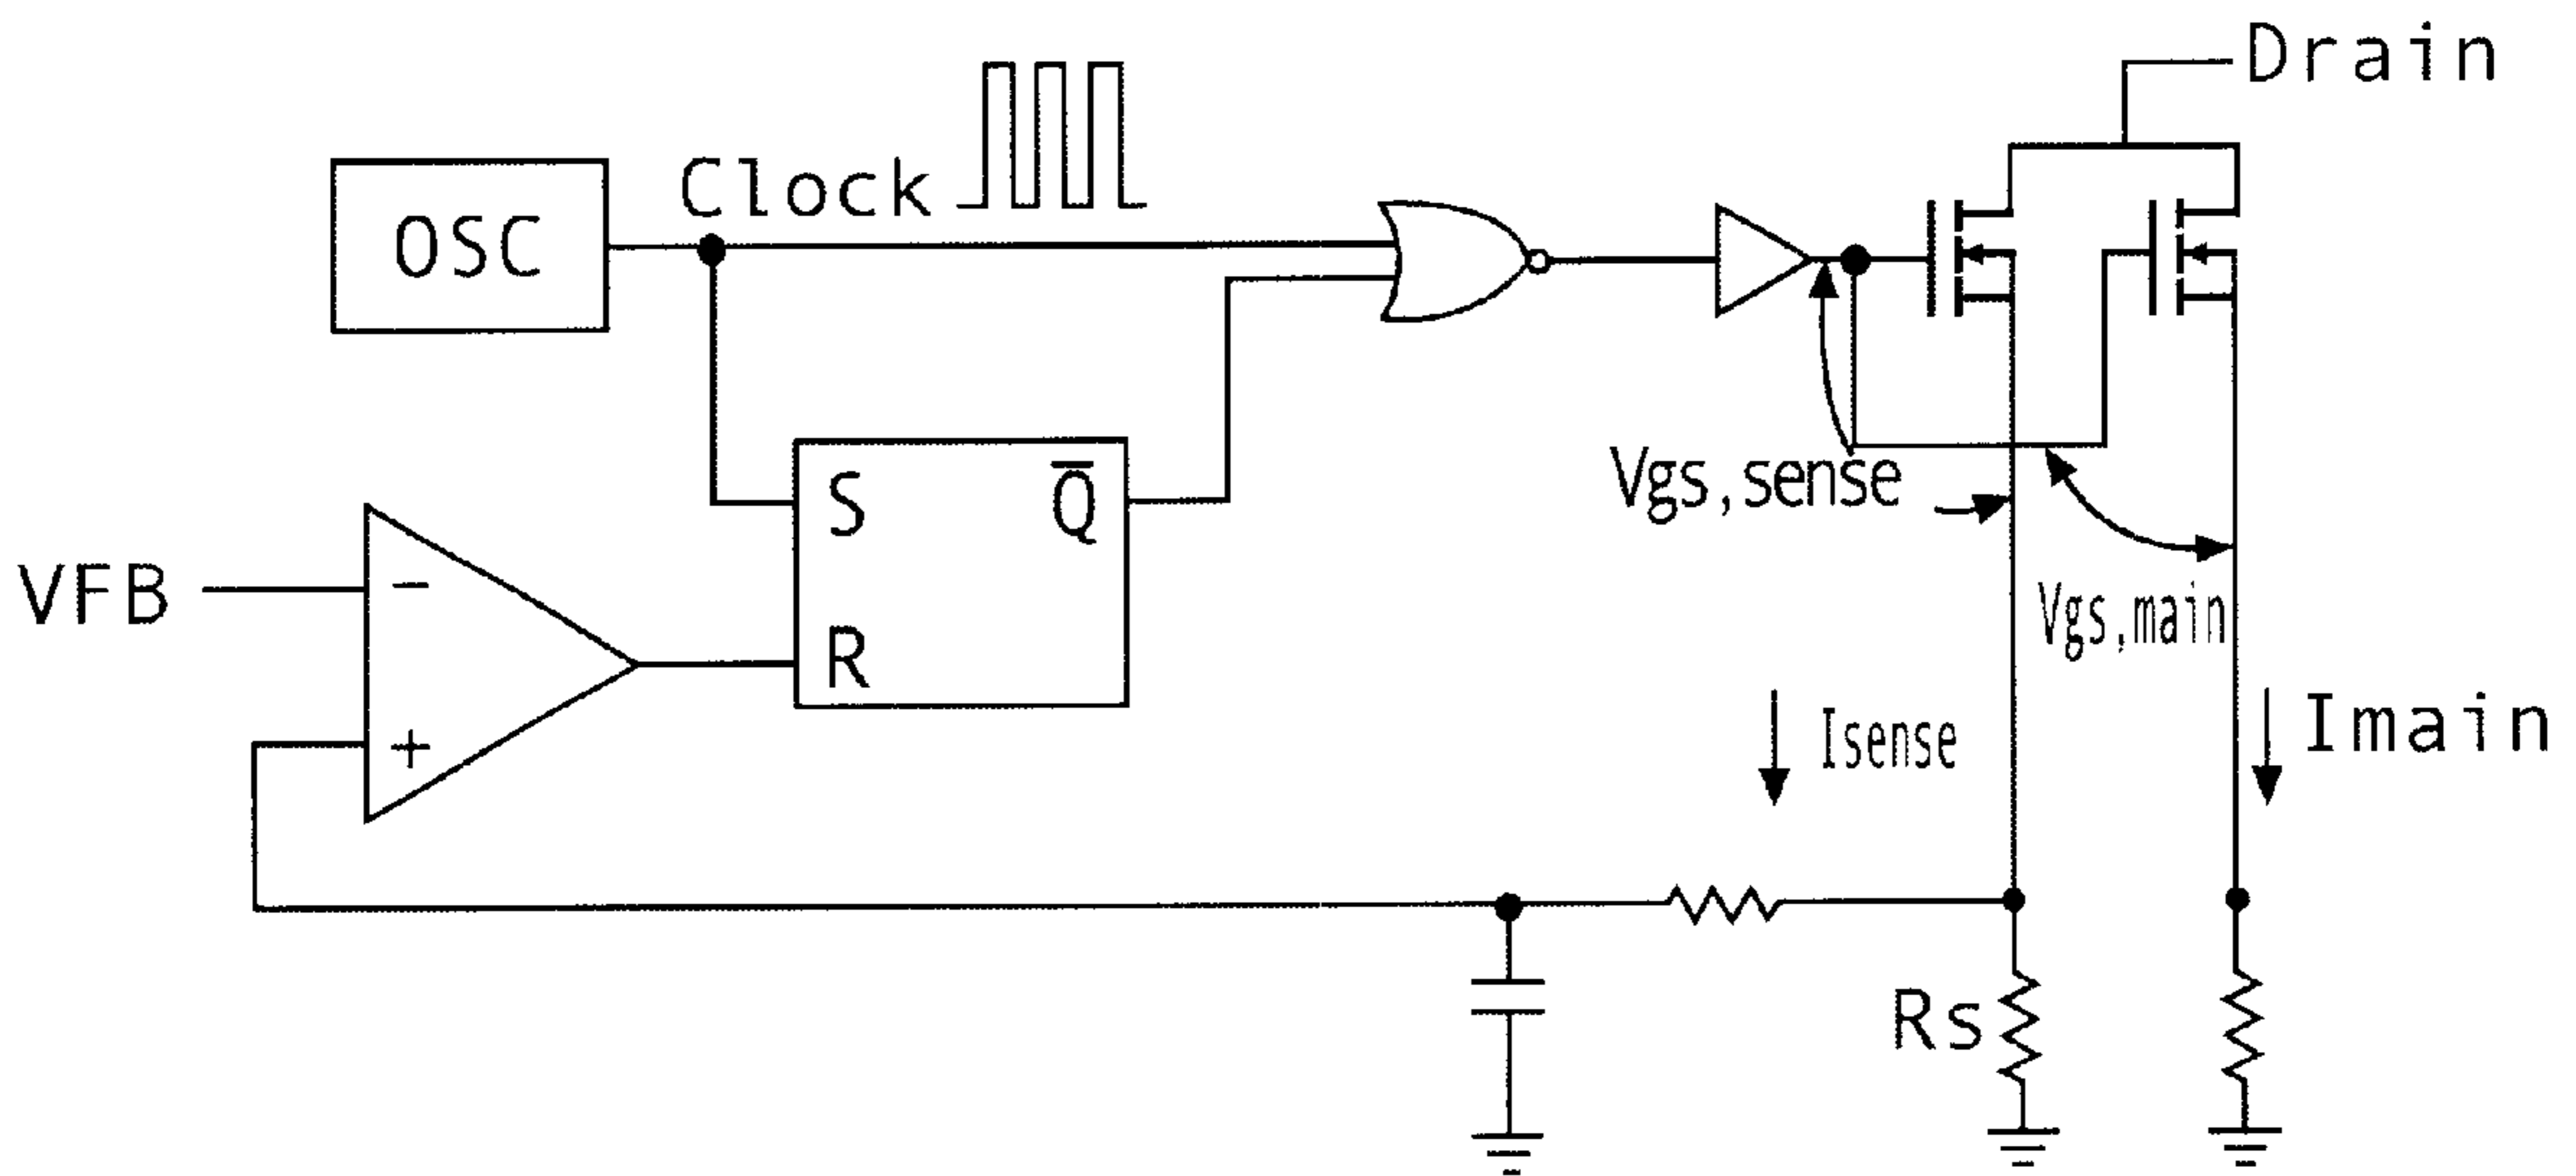 Drain
Clock
OSC
S
Q̅
R
VFB
−
+
Vgs,sense
Vgs,main
Isense
Imain
Rs